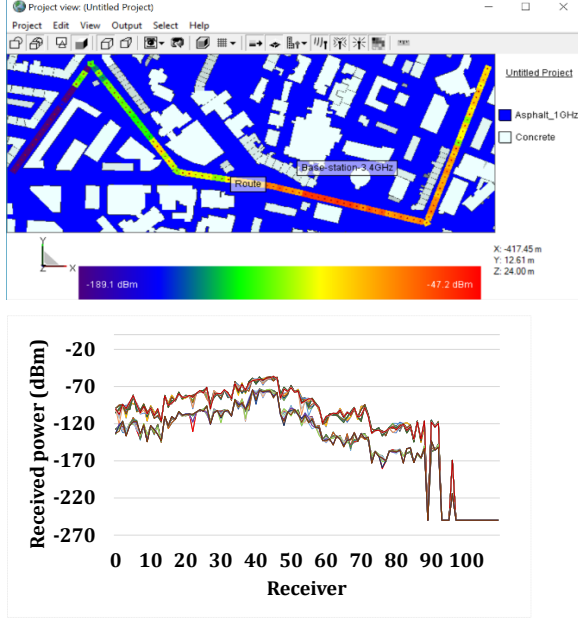 Project view: (Untitled Project)
Project Edit View Output Select Help
Untitled Project
Asphalt_1GHz
Concrete
Base-station-3.4GHz
Route
Y
Z X
X: -417.45 m
Y: 12.61 m
Z: 24.00 m
-189.1 dBm -47.2 dBm
Received power (dBm)
-20
-70
-120
-170
-220
-270
0 10 20 30 40 50 60 70 80 90 100
Receiver